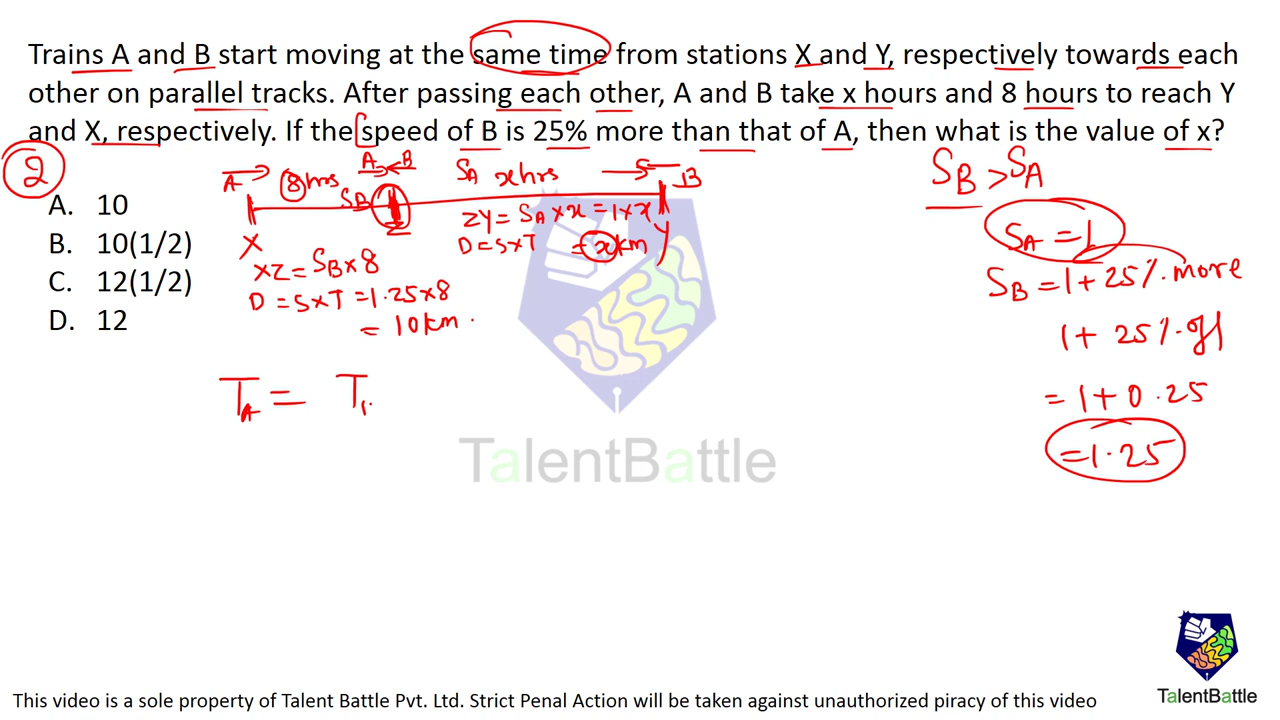 Trains A and B start moving at the same time from stations X and Y, respectively towards each
other on parallel tracks. After passing each other, A and B take x hours and 8 hours to reach Y
and X, respectively. If the speed of B is 25% more than that of A, then what is the value of x?
2
A. 10
B. 10(1/2)
C. 12(1/2)
D. 12
A 8 hrs A B SA x hrs B
SB
X Z Y
XZ = SB × 8
D = S × T = 1.25 × 8
= 10 km.
ZY = SA × x = 1 × x
D = S × T = x km
TA =
SB > SA
SA = 1
SB = 1 + 25% more
1 + 25% of 1
= 1 + 0.25
= 1.25
TalentBattle
TalentBattle
This video is a sole property of Talent Battle Pvt. Ltd. Strict Penal Action will be taken against unauthorized piracy of this video